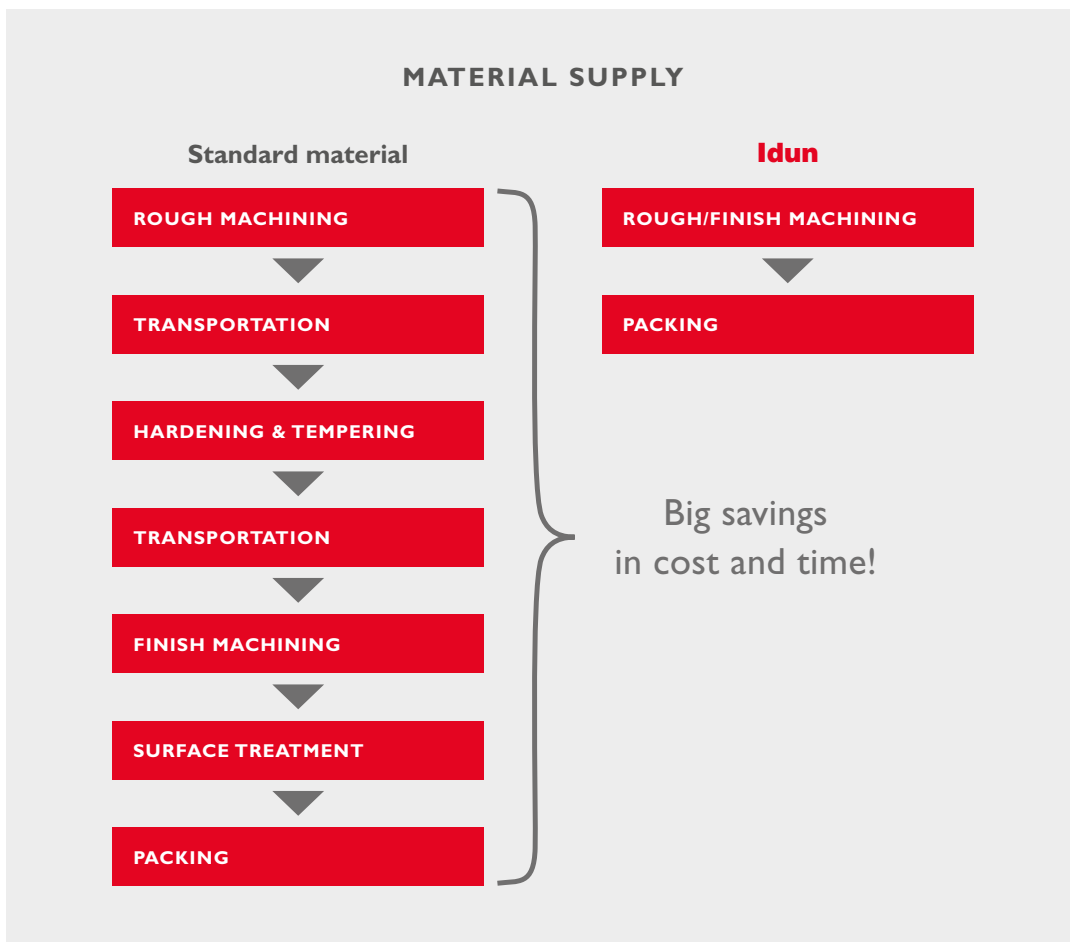 MATERIAL SUPPLY
Standard material
ROUGH MACHINING
TRANSPORTATION
HARDENING & TEMPERING
TRANSPORTATION
FINISH MACHINING
SURFACE TREATMENT
PACKING
Idun
ROUGH/FINISH MACHINING
PACKING
Big savings
in cost and time!